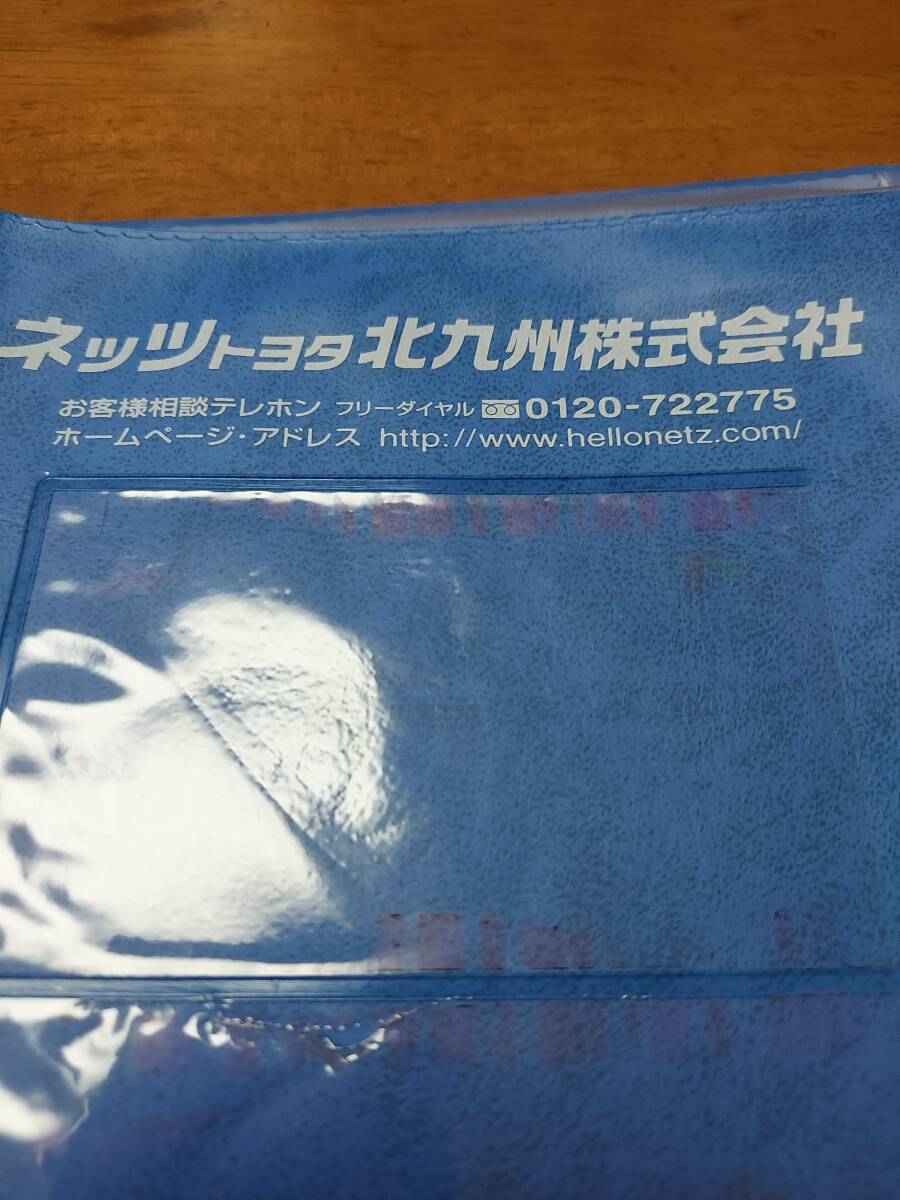 ネッツトヨタ北九州株式会社
お客様相談テレホン フリーダイヤル 0120-722775
ホームページ・アドレス http://www.hellonetz.com/